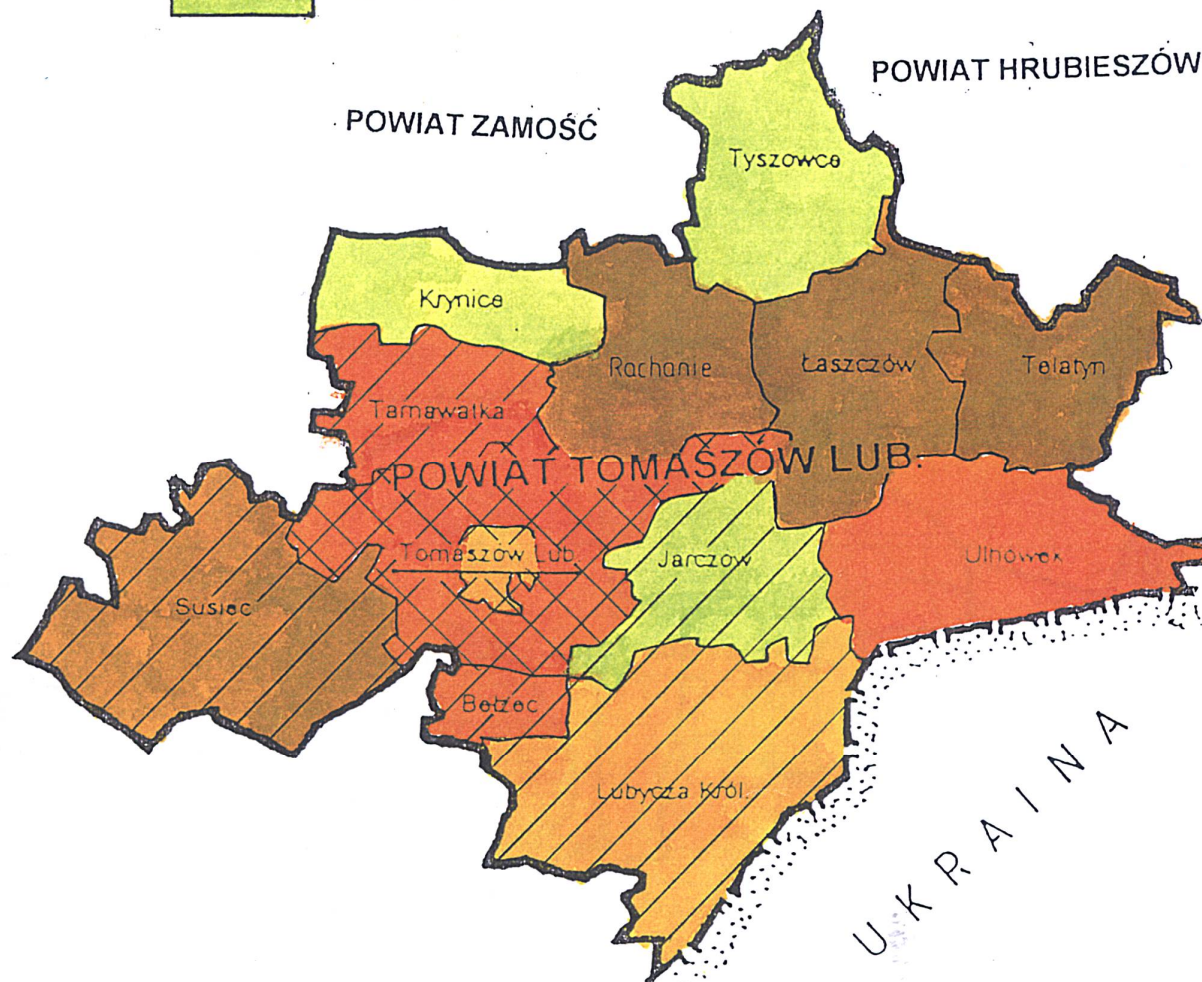 POWIAT HRUBIESZÓW
POWIAT ZAMOŚĆ
Tyszowce
Krynice
Rachanie
Łaszczów
Telatyn
Tarnawatka
POWIAT TOMASZÓW LUB.
Tomaszów Lub.
Jarczów
Ulhówek
Susiec
Bełzec
Lubycza Król.
UKRAINA